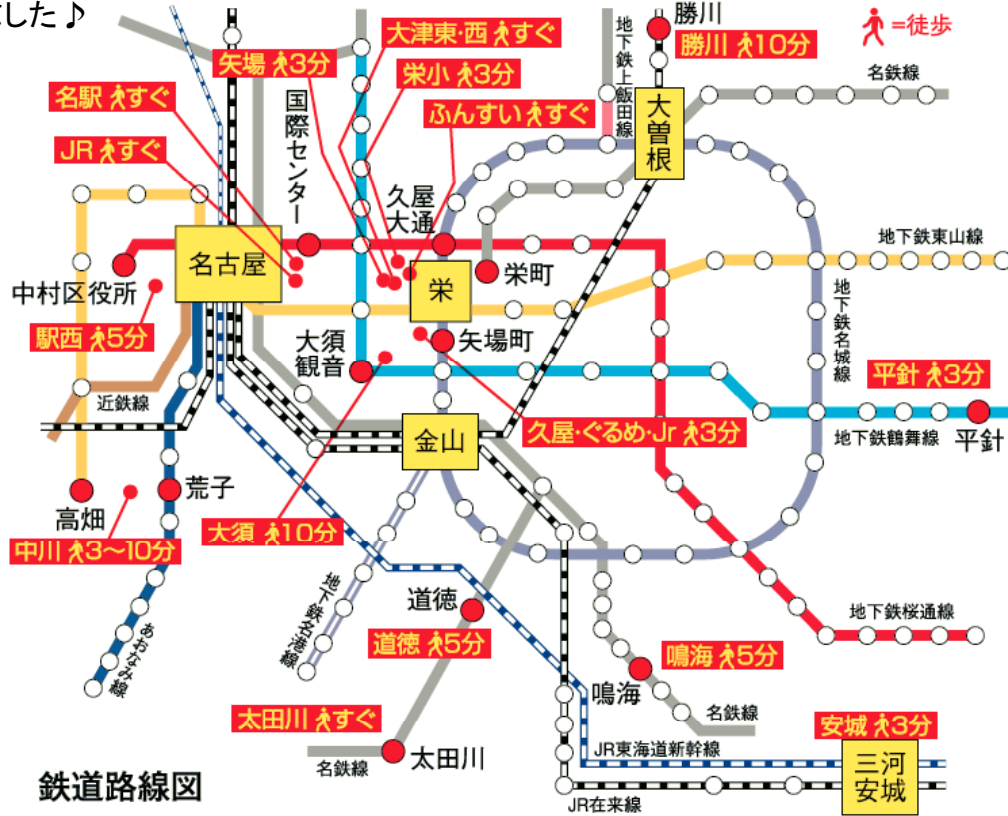 した♪
勝川
=徒歩
大津東・西 すぐ
勝川 10分
矢場 3分
栄小 3分
地下鉄上飯田線
名鉄線
名駅 すぐ
国際センター
ふんすい すぐ
大曽根
JR すぐ
久屋
大通
地下鉄東山線
名古屋
中村区役所
栄
栄町
地下鉄名城線
駅西 5分
大須
観音
矢場町
平針 3分
近鉄線
久屋・ぐるめ・Jr 3分
地下鉄鶴舞線
平針
金山
高畑
荒子
大須 10分
中川 3〜10分
地下鉄名港線
道徳
地下鉄桜通線
あおなみ線
道徳 5分
鳴海 5分
鳴海
太田川 すぐ
名鉄線
安城 3分
名鉄線
太田川
JR東海道新幹線
三河
安城
鉄道路線図
JR在来線